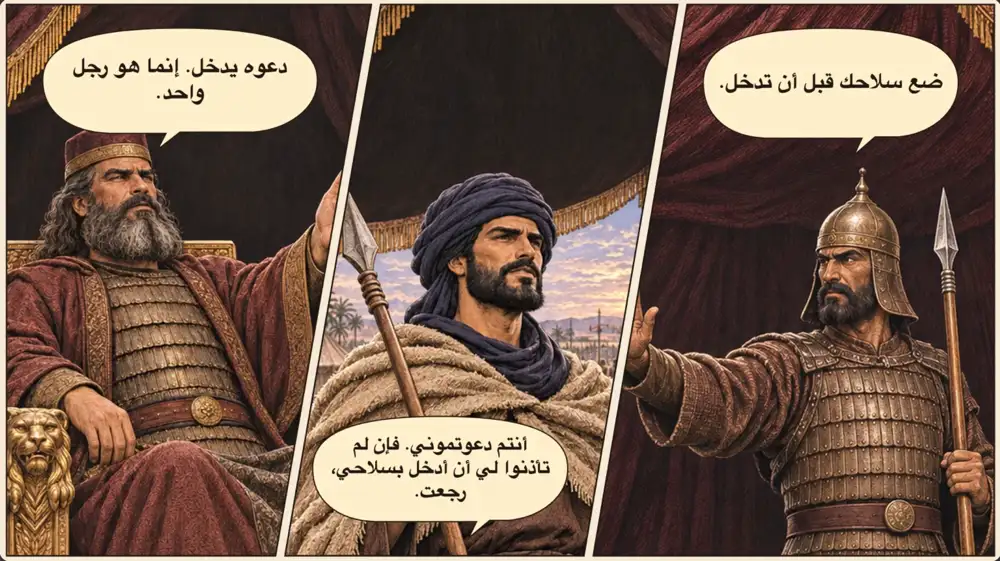 ضع سلاحك قبل أن تدخل.
أنتم دعوتموني. فإن لم
تأذنوا لي أن أدخل بسلاحي،
رجعت.
دعوه يدخل. إنما هو رجل
واحد.